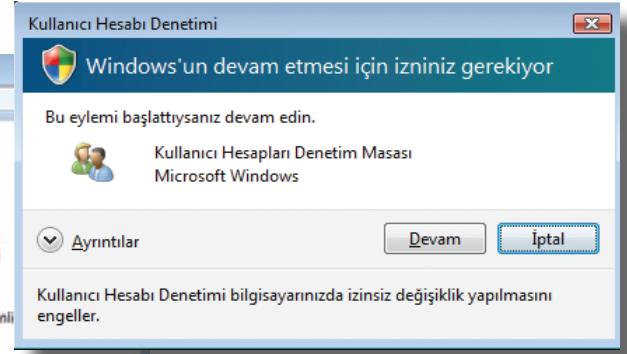 Kullanıcı Hesabı Denetimi
Windows'un devam etmesi için izniniz gerekiyor
Bu eylemi başlattıysanız devam edin.
Kullanıcı Hesapları Denetim Masası
Microsoft Windows
Ayrıntılar
Devam
İptal
Kullanıcı Hesabı Denetimi bilgisayarınızda izinsiz değişiklik yapılmasını
engeller.